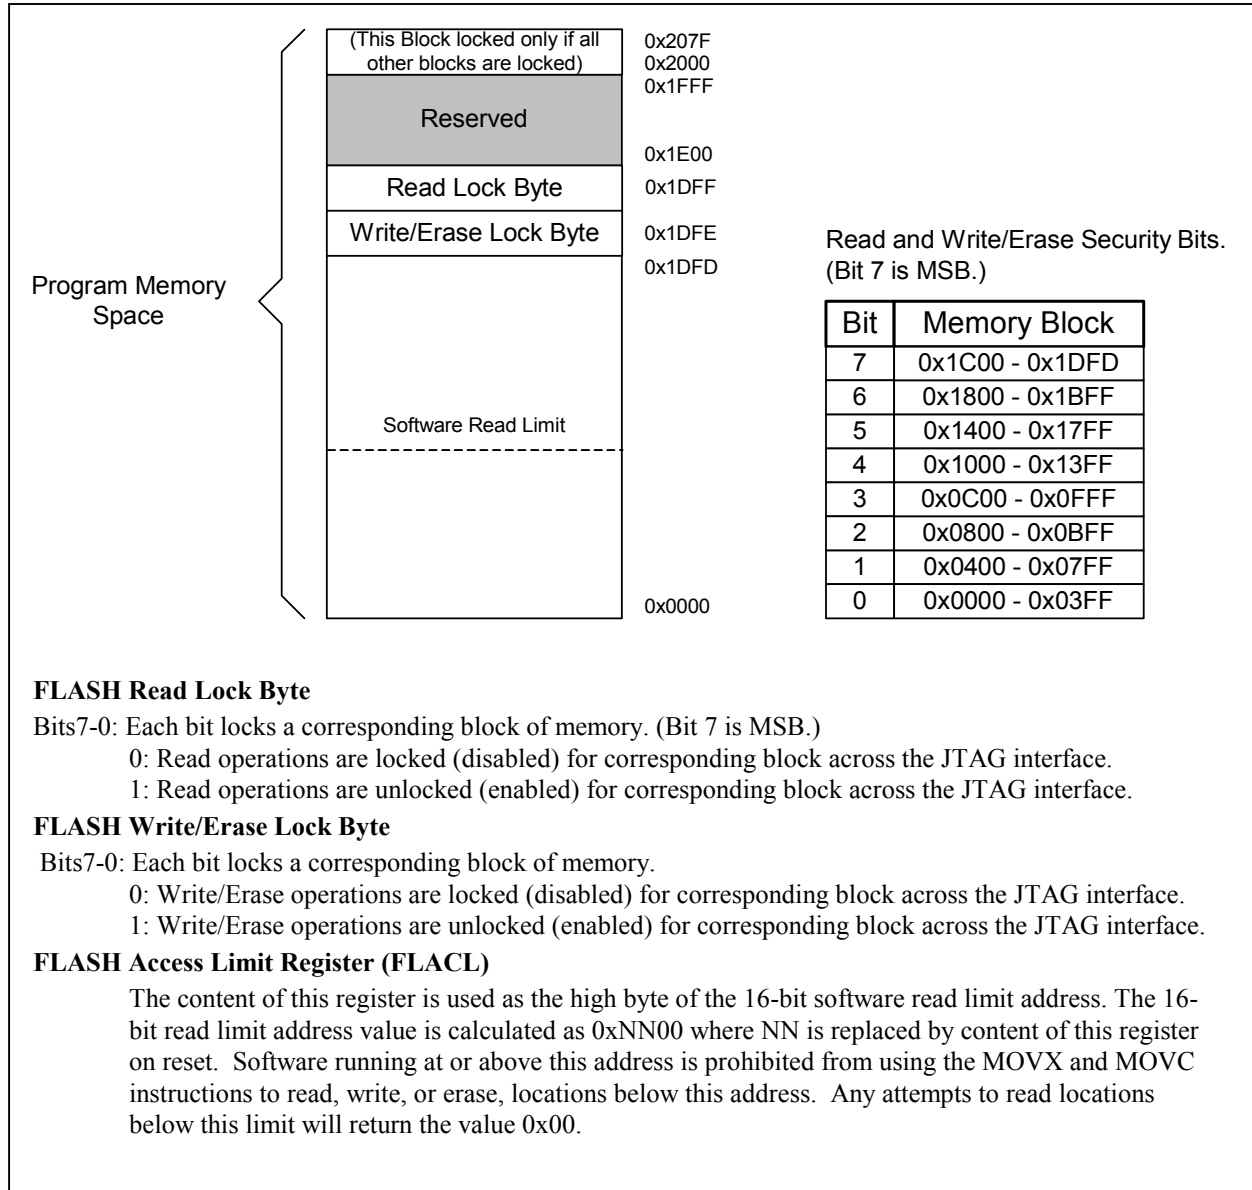 (This Block locked only if all
other blocks are locked)
0x207F
0x2000
0x1FFF
Reserved
0x1E00
Read Lock Byte
0x1DFF
Write/Erase Lock Byte
0x1DFE
0x1DFD
Program Memory
Space
Software Read Limit
0x0000
Read and Write/Erase Security Bits.
(Bit 7 is MSB.)
Bit Memory Block
7 0x1C00 - 0x1DFD
6 0x1800 - 0x1BFF
5 0x1400 - 0x17FF
4 0x1000 - 0x13FF
3 0x0C00 - 0x0FFF
2 0x0800 - 0x0BFF
1 0x0400 - 0x07FF
0 0x0000 - 0x03FF
FLASH Read Lock Byte
Bits7-0: Each bit locks a corresponding block of memory. (Bit 7 is MSB.)
0: Read operations are locked (disabled) for corresponding block across the JTAG interface.
1: Read operations are unlocked (enabled) for corresponding block across the JTAG interface.
FLASH Write/Erase Lock Byte
Bits7-0: Each bit locks a corresponding block of memory.
0: Write/Erase operations are locked (disabled) for corresponding block across the JTAG interface.
1: Write/Erase operations are unlocked (enabled) for corresponding block across the JTAG interface.
FLASH Access Limit Register (FLACL)
The content of this register is used as the high byte of the 16-bit software read limit address. The 16-
bit read limit address value is calculated as 0xNN00 where NN is replaced by content of this register
on reset. Software running at or above this address is prohibited from using the MOVX and MOVC
instructions to read, write, or erase, locations below this address. Any attempts to read locations
below this limit will return the value 0x00.